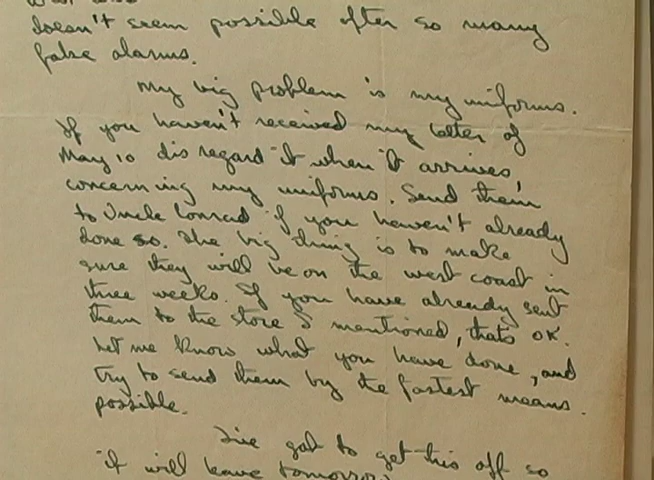 doesn't seem possible after so many
false alarms.
My big problem is my uniforms.
If you haven't received my letter of
May 10 disregard it when it arrives
concerning my uniforms. Send them
to Uncle Conrad if you haven't already
done so. The big thing is to make
sure they will be on the west coast in
three weeks. If you have already sent
them to the store I mentioned, thats OK.
Let me know what you have done, and
try to send them by the fastest means
possible.
I've got to get this off so
it will leave tomorrow